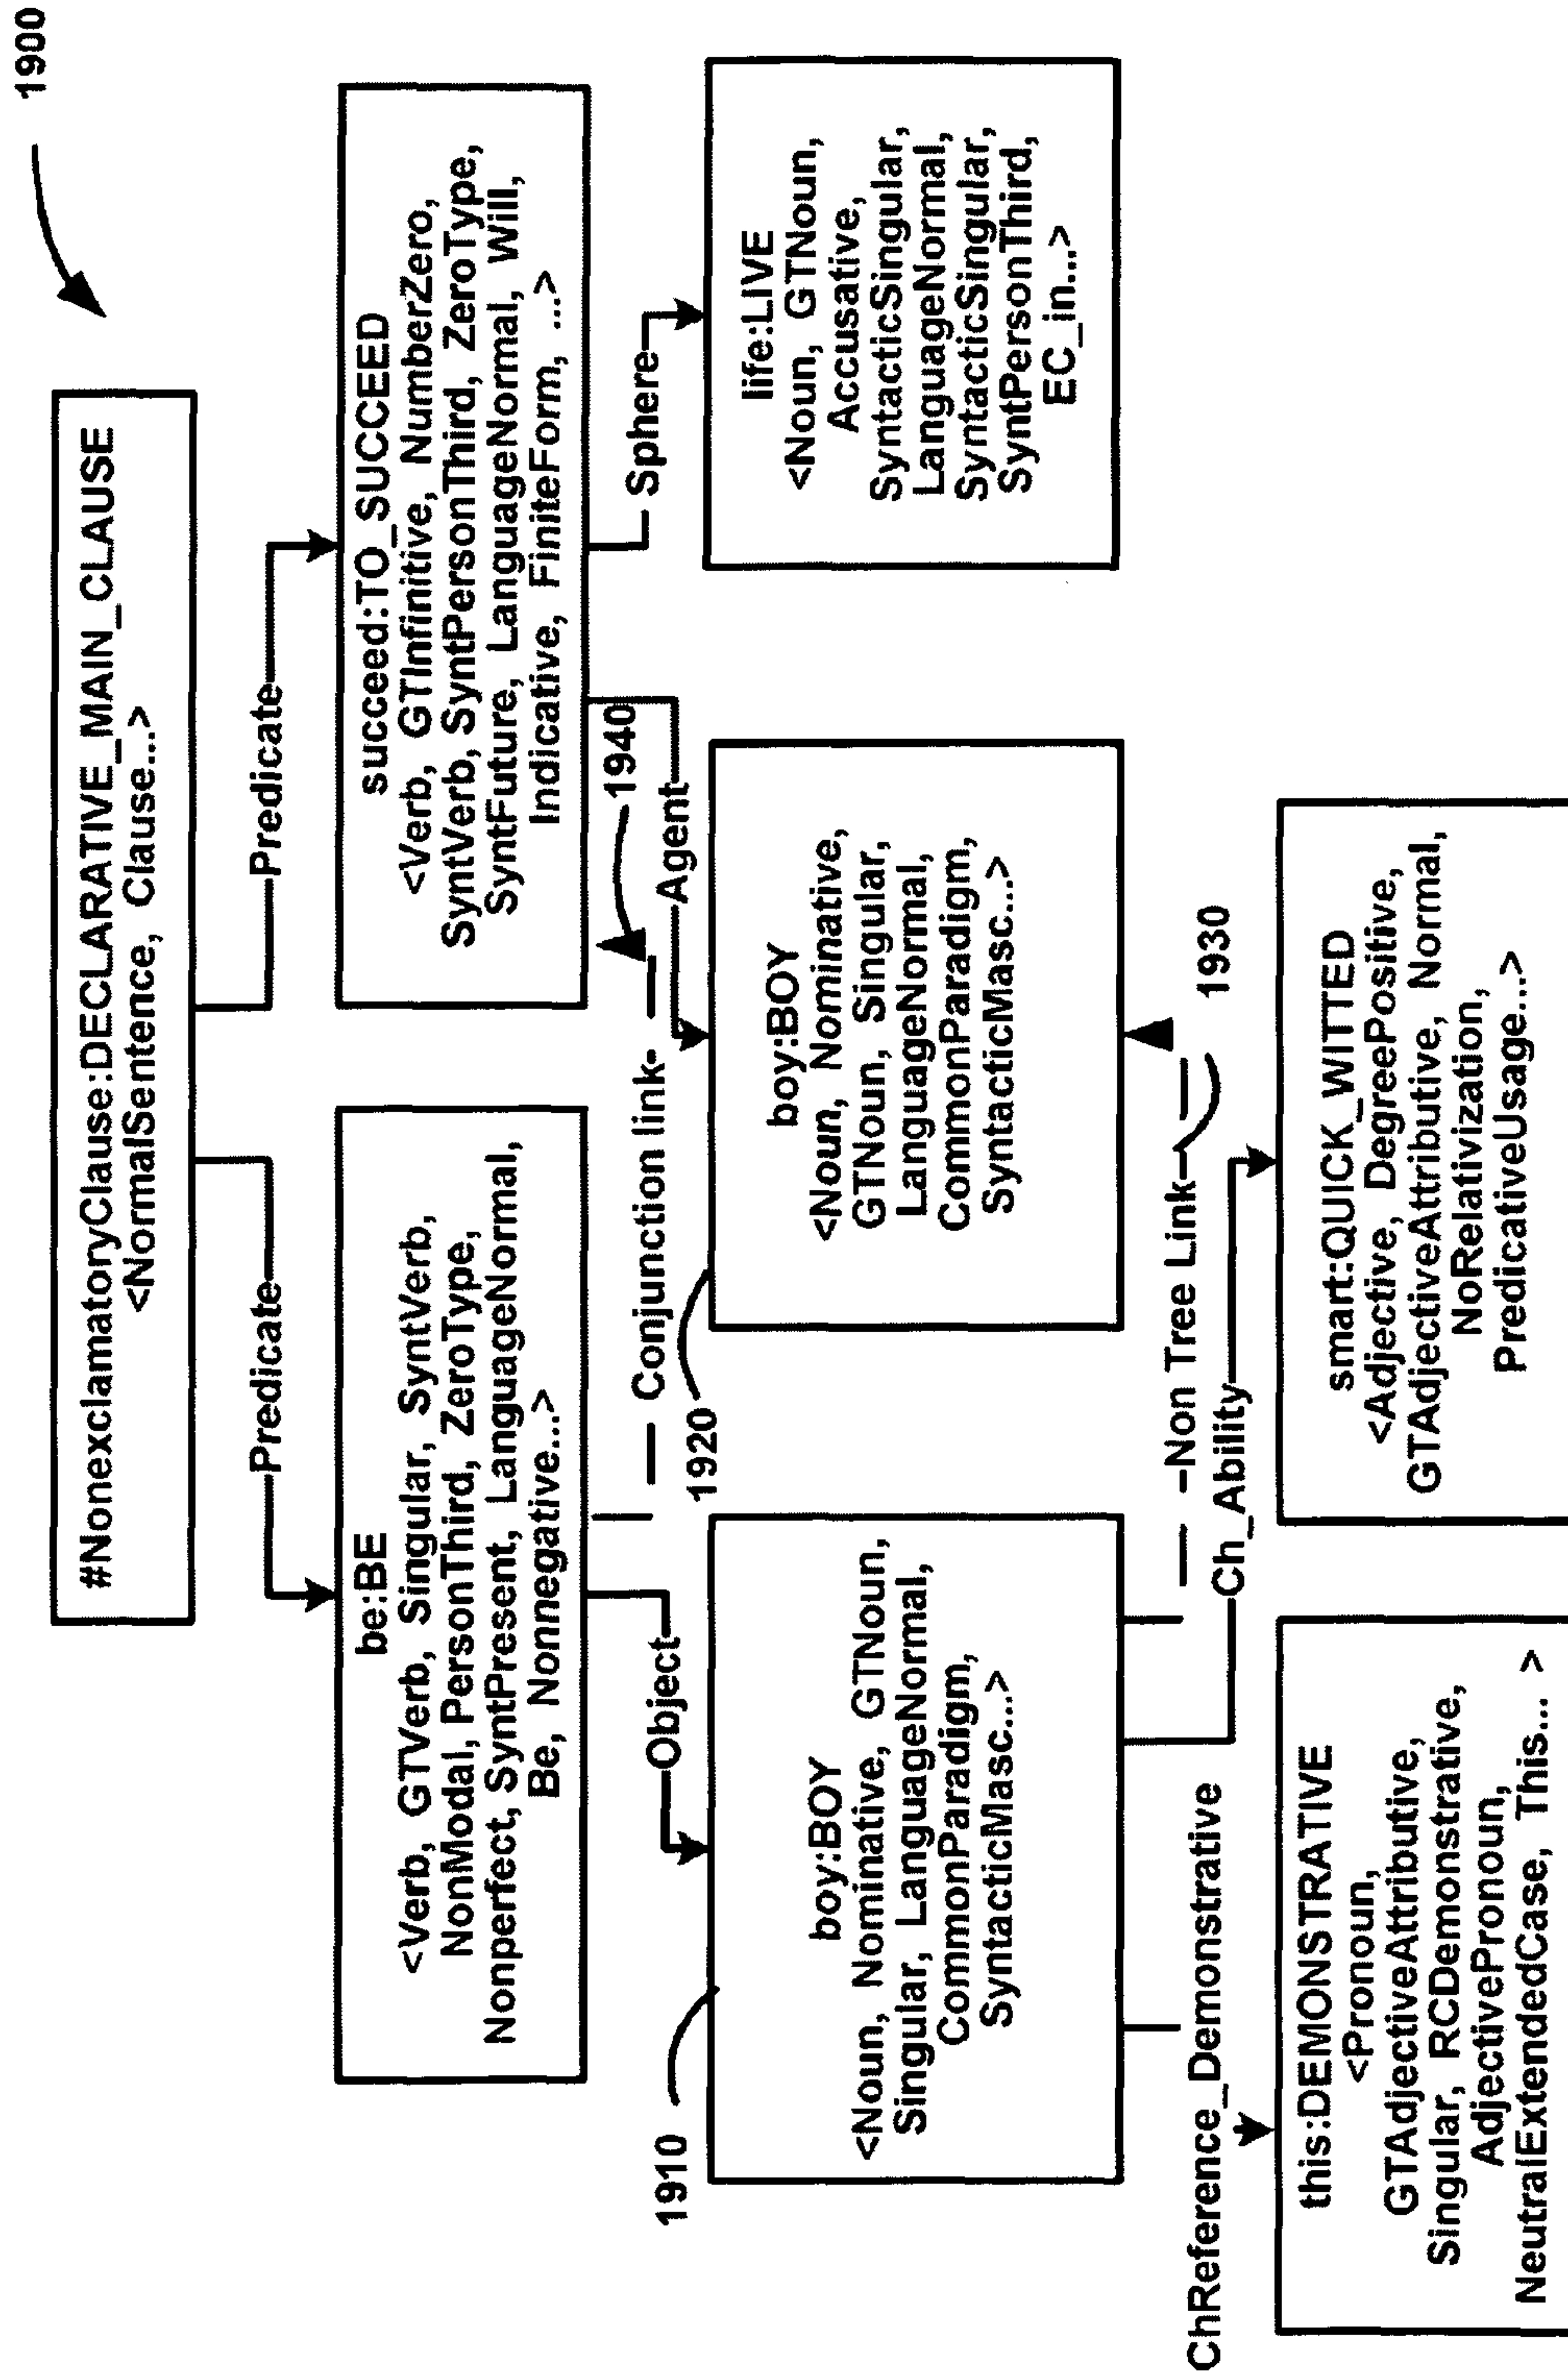 1900
#NonexclamatoryClause:DECLARATIVE_MAIN_CLAUSE
<NormalSentence, Clause...>
Predicate
Predicate
be:BE
<Verb, GTVerb, Singular, SyntVerb,
NonModal, PersonThird, ZeroType,
Nonperfect, SyntPresent, LanguageNormal,
Be, Nonnegative...>
succeed:TO_SUCCEED
<Verb, GTInfinitive, NumberZero,
SyntVerb, SyntPersonThird, ZeroType,
SyntFuture, LanguageNormal, Will,
Indicative, FiniteForm, ...>
Object
Conjunction link
1940
Agent
Sphere
1910
boy:BOY
<Noun, Nominative, GTNoun,
Singular, LanguageNormal,
CommonParadigm,
SyntacticMasc...>
1920
boy:BOY
<Noun, Nominative,
GTNoun, Singular,
LanguageNormal,
CommonParadigm,
SyntacticMasc...>
life:LIVE
<Noun, GTNoun,
Accusative,
SyntacticSingular,
LanguageNormal,
SyntacticSingular,
SyntPersonThird,
EC_in...>
ChReference_Demonstrative
Non Tree Link
1930
Ch_Ability
this:DEMONSTRATIVE
<Pronoun,
GTAdjectiveAttributive,
Singular, RCDemonstrative,
AdjectivePronoun,
NeutralExtendedCase, This... >
smart:QUICK_WITTED
<Adjective, DegreePositive,
GTAdjectiveAttributive, Normal,
NoRelativization,
PredicativeUsage...>